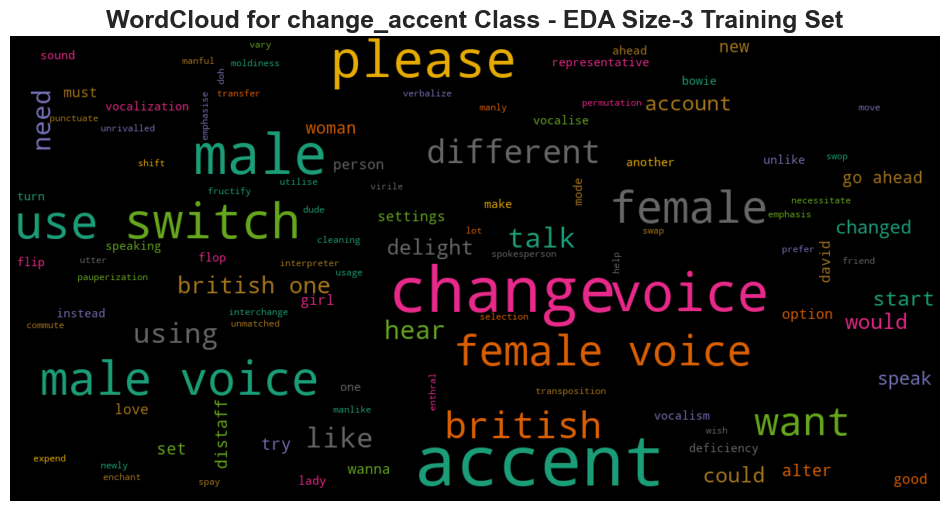 WordCloud for change_accent Class - EDA Size-3 Training Set
vary
sound
please
ahead
new
manful
moldiness
doh
representative
bowie
must
transfer
verbalize
need
vocalization
emphasise
manly
permutation
account
move
punctuate
unrivalled
woman
vocalise
male
person
different
another
unlike
swop
shift
utilise
mode
go ahead
turn
fructify
virile
make
female
necessitate
use
switch
dude
settings
lot
swap
emphasis
changed
speaking
cleaning
delight
talk
spokesperson
help
prefer
david
friend
flip
utter
flop
interpreter
pauperization
usage
british one
girl
change
voice
start
instead
interchange
unmatched
selection
option
would
commute
using
hear
female voice
male voice
one
enthral
transposition
speak
love
manlike
distaff
british
vocalism
want
set
try
like
wish
deficiency
expend
newly
enchant
spay
lady
wanna
accent
could
alter
good